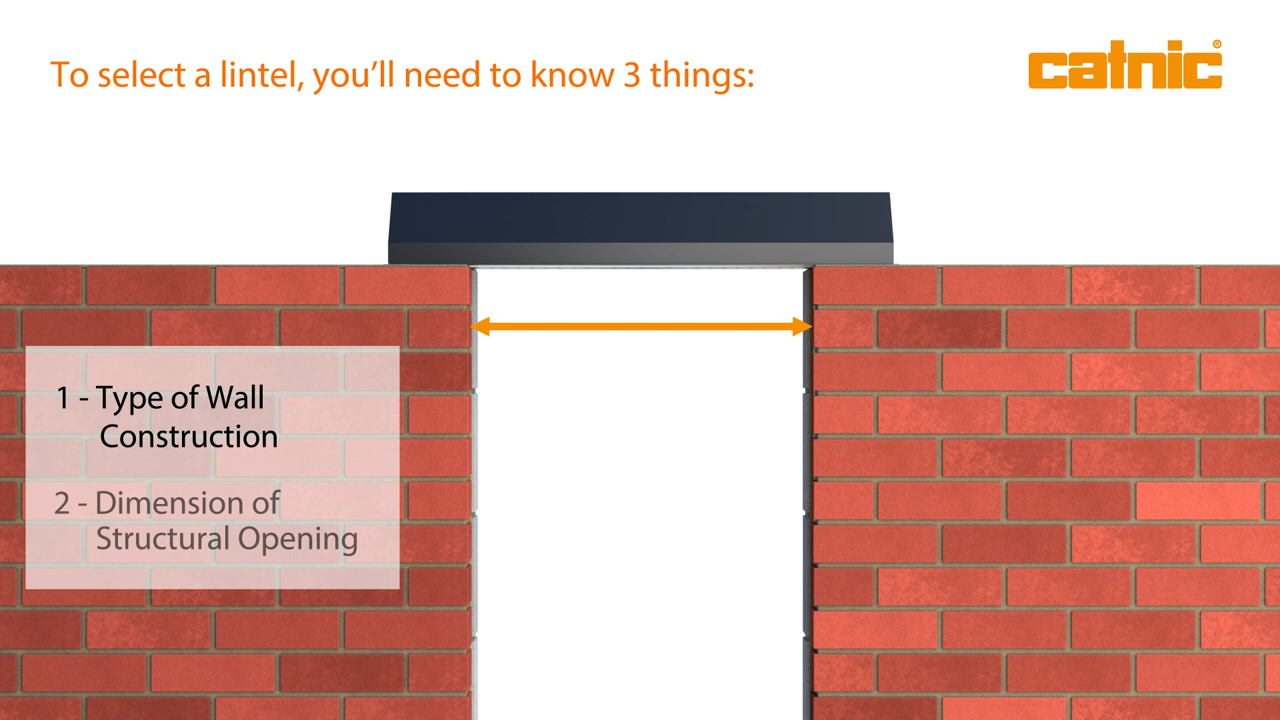 To select a lintel, you'll need to know 3 things:
catnic®
1 - Type of Wall
Construction
2 - Dimension of
Structural Opening